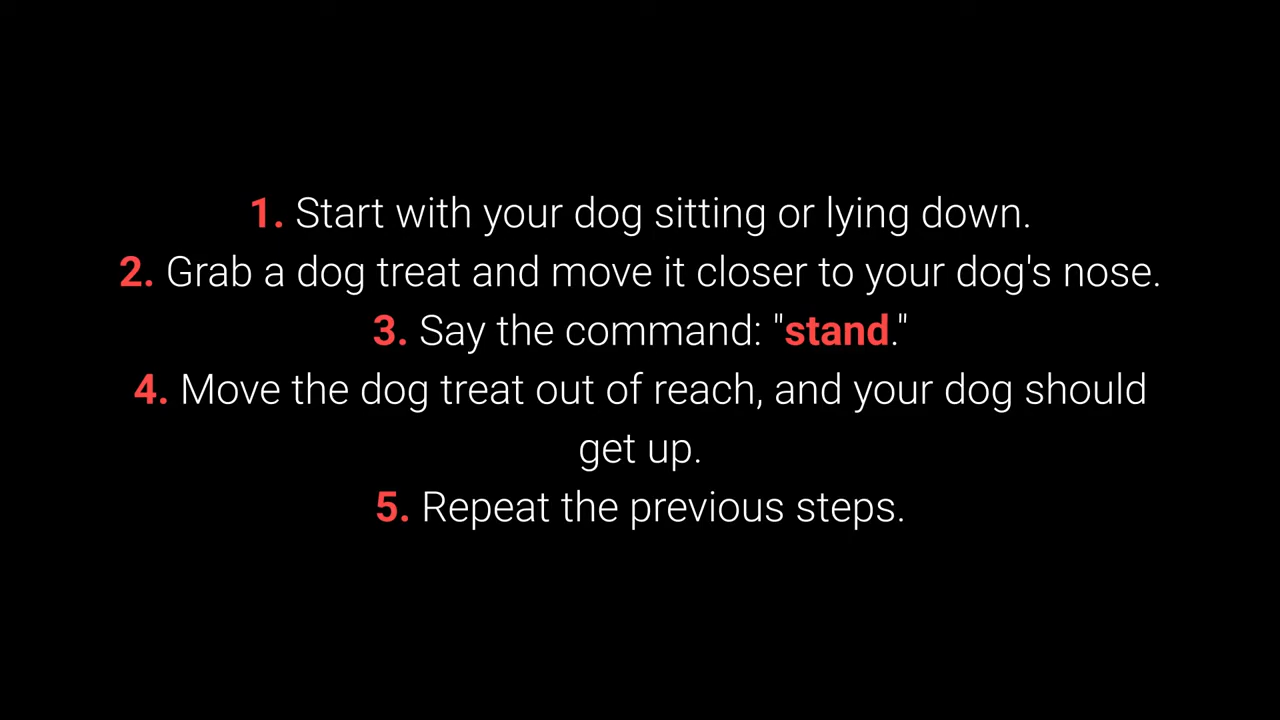 1. Start with your dog sitting or lying down.
2. Grab a dog treat and move it closer to your dog's nose.
3. Say the command: "stand."
4. Move the dog treat out of reach, and your dog should
get up.
5. Repeat the previous steps.